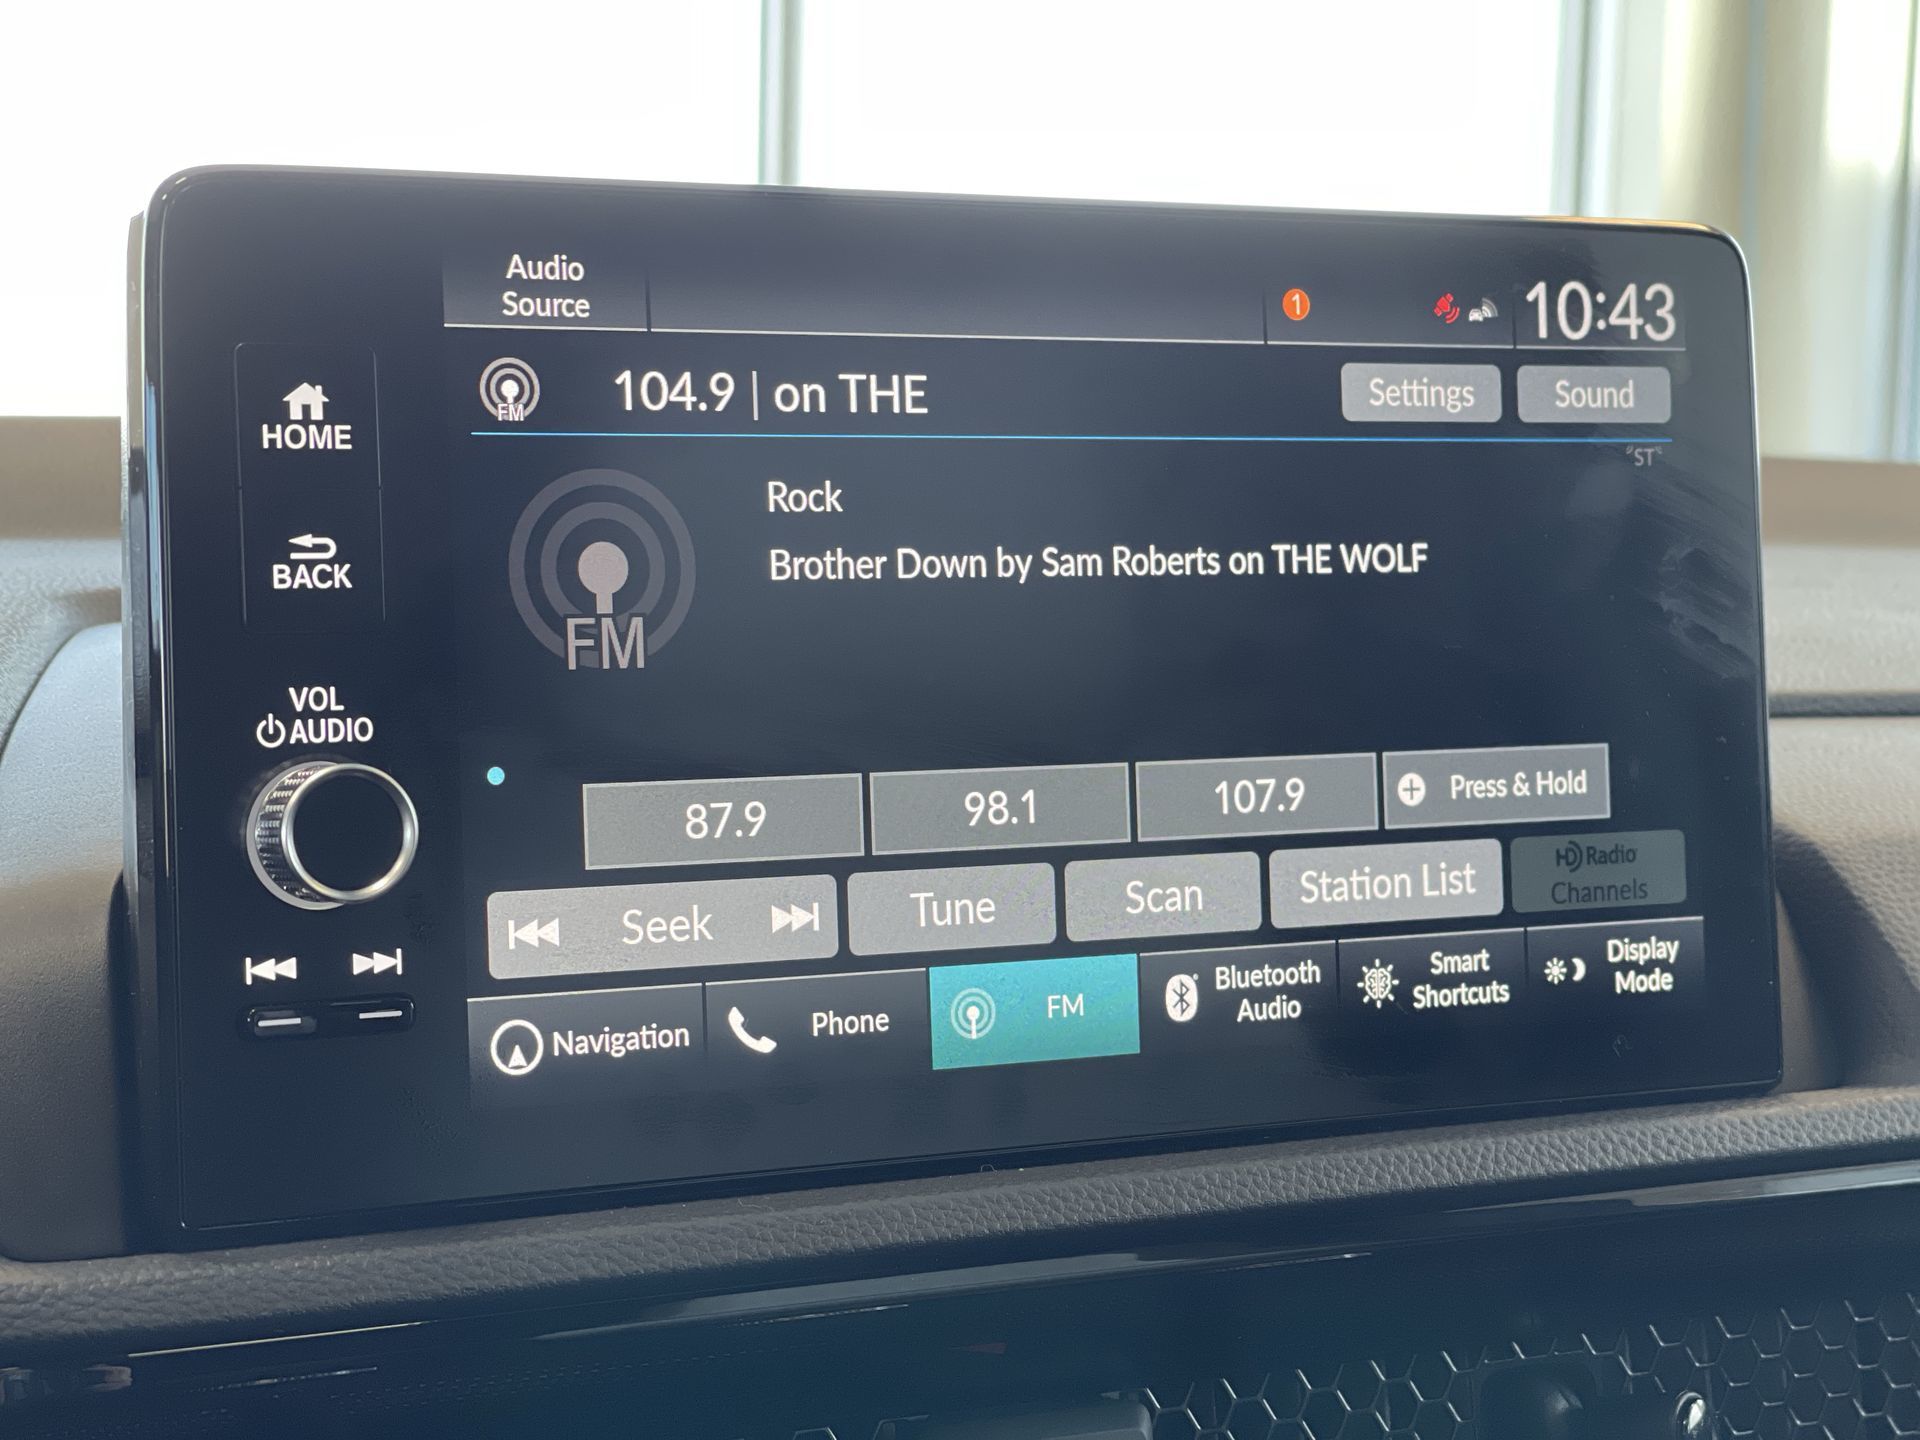 Audio
Source
1
10:43
FM
104.9 | on THE
Settings
Sound
ST
HOME
Rock
Brother Down by Sam Roberts on THE WOLF
BACK
FM
VOL
AUDIO
87.9
98.1
107.9
Press & Hold
Seek
Tune
Scan
Station List
HD Radio
Channels
Navigation
Phone
FM
Bluetooth
Audio
Smart
Shortcuts
Display
Mode